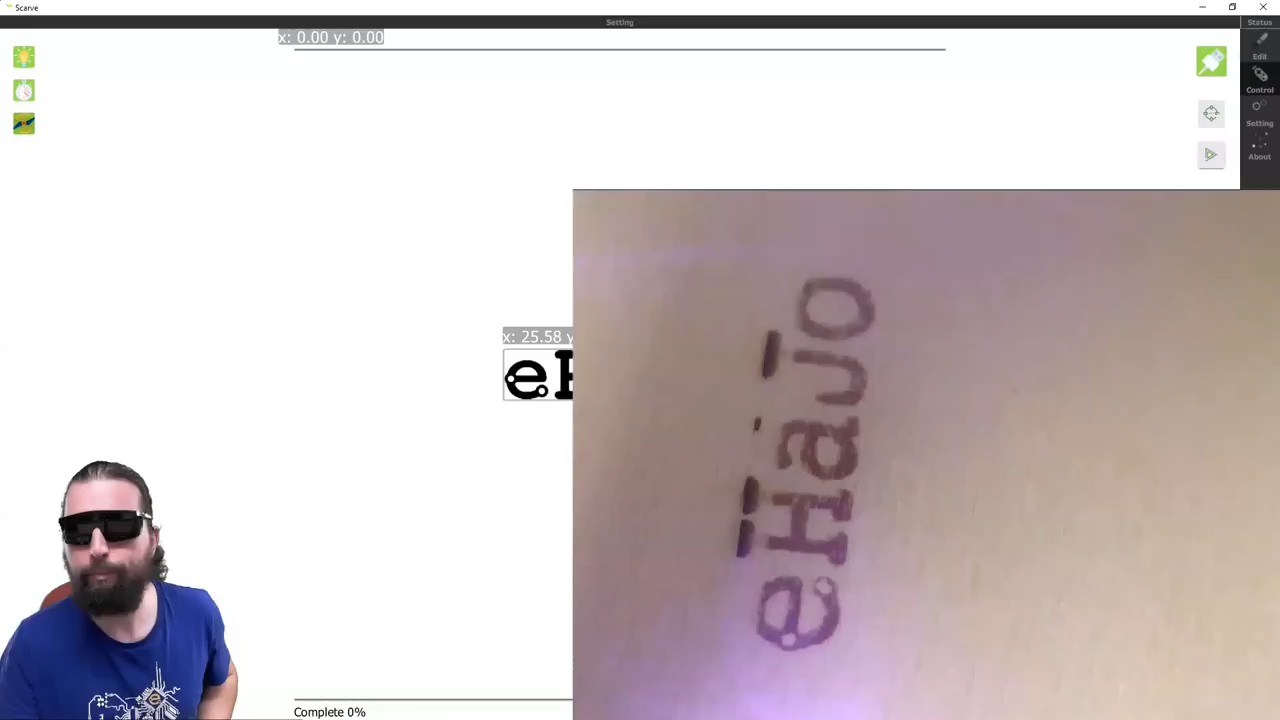 Scarve
Setting
Status
x: 0.00 y: 0.00
Edit
Control
Setting
About
x: 25.58 y
eHaJo
Complete 0%